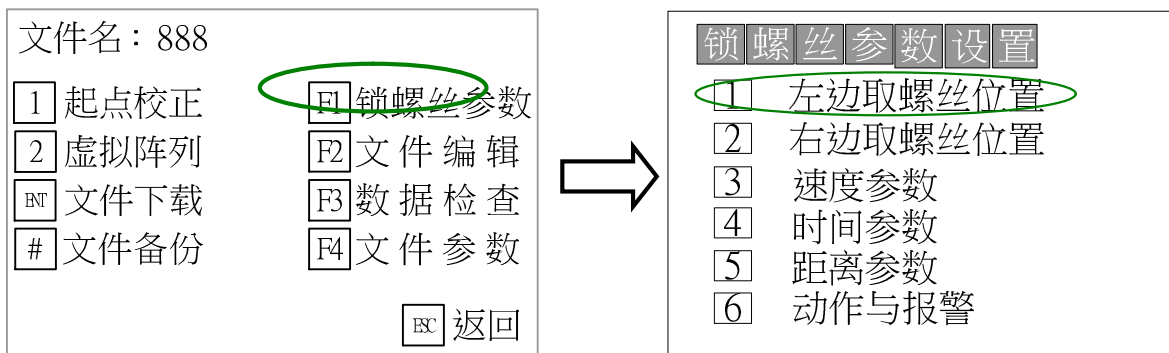 文件名：888
1 起点校正 F1 锁螺丝参数
2 虚拟阵列 F2 文件编辑
ENT 文件下载 F3 数据检查
# 文件备份 F4 文件参数
ESC 返回
锁螺丝参数设置
1 左边取螺丝位置
2 右边取螺丝位置
3 速度参数
4 时间参数
5 距离参数
6 动作与报警